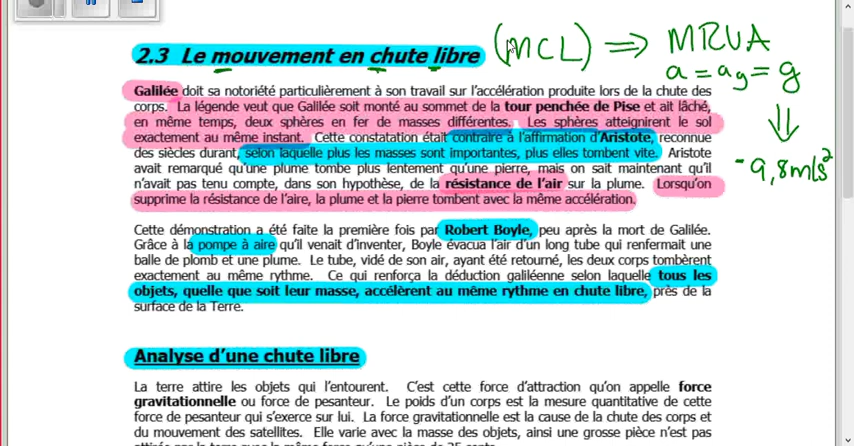 2.3 Le mouvement en chute libre (MCL) ⇒ MRUA
a = ay = g
⇓
-9,8m/s²
Galilée doit sa notoriété particulièrement à son travail sur l'accélération produite lors de la chute des
corps. La légende veut que Galilée soit monté au sommet de la tour penchée de Pise et ait lâché,
en même temps, deux sphères en fer de masses différentes. Les sphères atteignirent le sol
exactement au même instant. Cette constatation était contraire à l'affirmation d'Aristote, reconnue
des siècles durant, selon laquelle plus les masses sont importantes, plus elles tombent vite. Aristote
avait remarqué qu'une plume tombe plus lentement qu'une pierre, mais on sait maintenant qu'il
n'avait pas tenu compte, dans son hypothèse, de la résistance de l'air sur la plume. Lorsqu'on
supprime la résistance de l'aire, la plume et la pierre tombent avec la même accélération.
Cette démonstration a été faite la première fois par Robert Boyle, peu après la mort de Galilée.
Grâce à la pompe à aire qu'il venait d'inventer, Boyle évacua l'air d'un long tube qui renfermait une
balle de plomb et une plume. Le tube, vidé de son air, ayant été retourné, les deux corps tombèrent
exactement au même rythme. Ce qui renforça la déduction galiléenne selon laquelle tous les
objets, quelle que soit leur masse, accélèrent au même rythme en chute libre, près de la
surface de la Terre.
Analyse d'une chute libre
La terre attire les objets qui l'entourent. C'est cette force d'attraction qu'on appelle force
gravitationnelle ou force de pesanteur. Le poids d'un corps est la mesure quantitative de cette
force de pesanteur qui s'exerce sur lui. La force gravitationnelle est la cause de la chute des corps et
du mouvement des satellites. Elle varie avec la masse des objets, ainsi une grosse pièce n'est pas